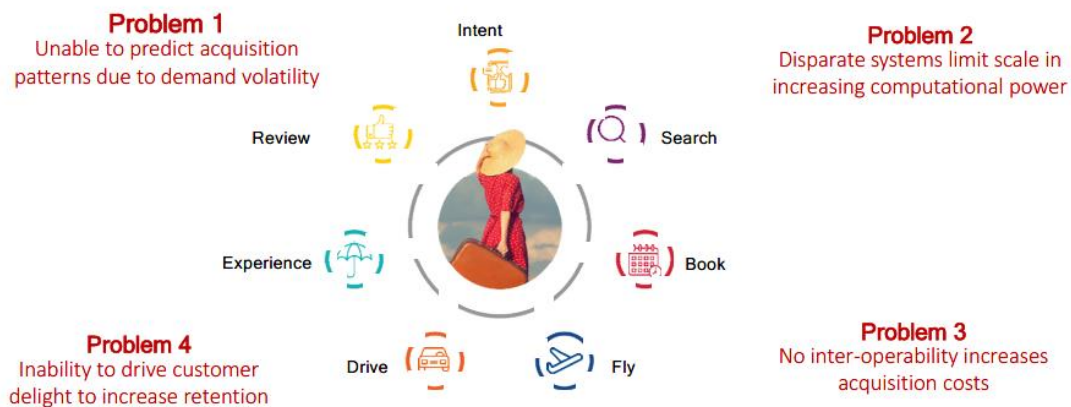 Problem 1
Unable to predict acquisition
patterns due to demand volatility
Intent
Problem 2
Disparate systems limit scale in
increasing computational power
Review
Search
Experience
Book
Problem 4
Inability to drive customer
delight to increase retention
Drive
Fly
Problem 3
No inter-operability increases
acquisition costs